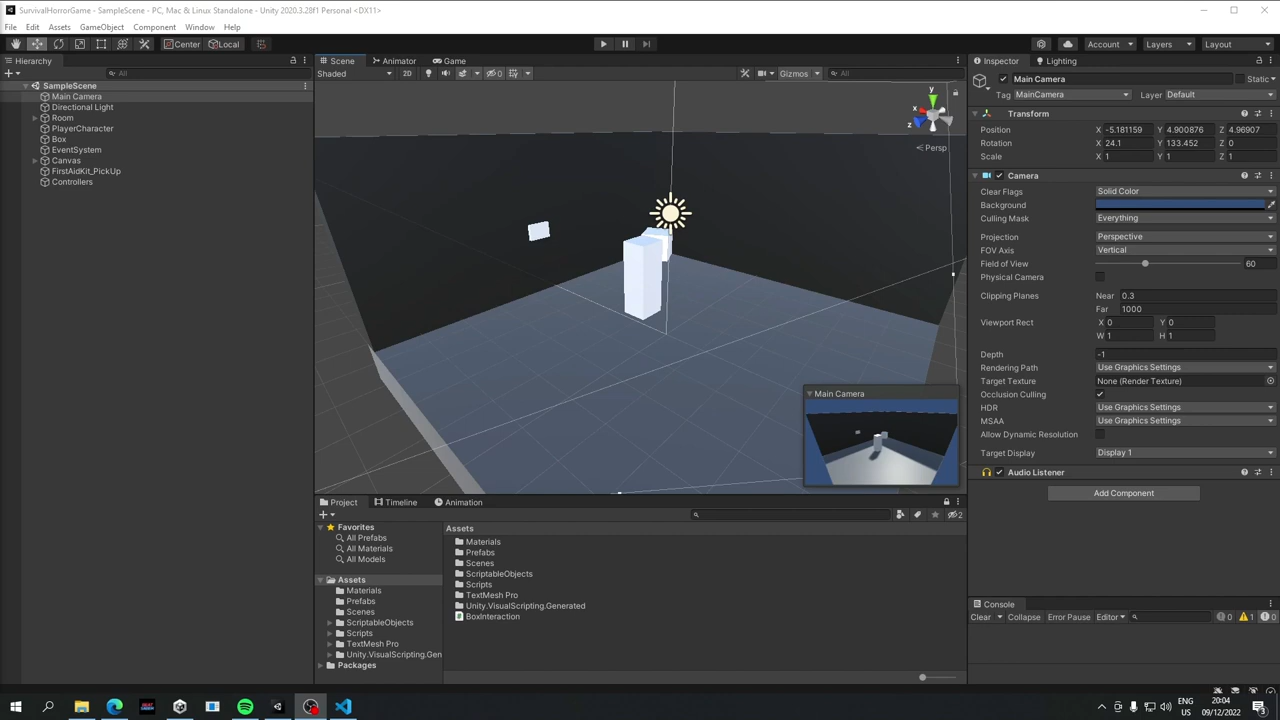 SurvivalHorrorGame - SampleScene - PC, Mac & Linux Standalone - Unity 2020.3.28f1 Personal <DX11>
File Edit Assets GameObject Component Window Help
Center Local Account Layers Layout
Hierarchy
All
SampleScene
Main Camera
Directional Light
Room
PlayerCharacter
Box
EventSystem
Canvas
FirstAidKit_PickUp
Controllers
Scene Animator Game
Shaded 2D 0 Gizmos All
y
x
z
Persp
Main Camera
Project Timeline Animation
2
Favorites
All Prefabs
All Materials
All Models
Assets
Materials
Prefabs
Scenes
ScriptableObjects
Scripts
TextMesh Pro
Unity.VisualScripting.Gen
Packages
Assets
Materials
Prefabs
Scenes
ScriptableObjects
Scripts
TextMesh Pro
Unity.VisualScripting.Generated
BoxInteraction
Inspector Lighting
Main Camera Static
Tag MainCamera Layer Default
Transform
Position X -5.181159 Y 4.900876 Z 4.96907
Rotation X 24.1 Y 133.452 Z 0
Scale X 1 Y 1 Z 1
Camera
Clear Flags Solid Color
Background
Culling Mask Everything
Projection Perspective
FOV Axis Vertical
Field of View 60
Physical Camera
Clipping Planes Near 0.3
Far 1000
Viewport Rect X 0 Y 0
W 1 H 1
Depth -1
Rendering Path Use Graphics Settings
Target Texture None (Render Texture)
Occlusion Culling
HDR Use Graphics Settings
MSAA Use Graphics Settings
Allow Dynamic Resolution
Target Display Display 1
Audio Listener
Add Component
Console
Clear Collapse Error Pause Editor 0 1 0
ENG
US
20:04
09/12/2022
3